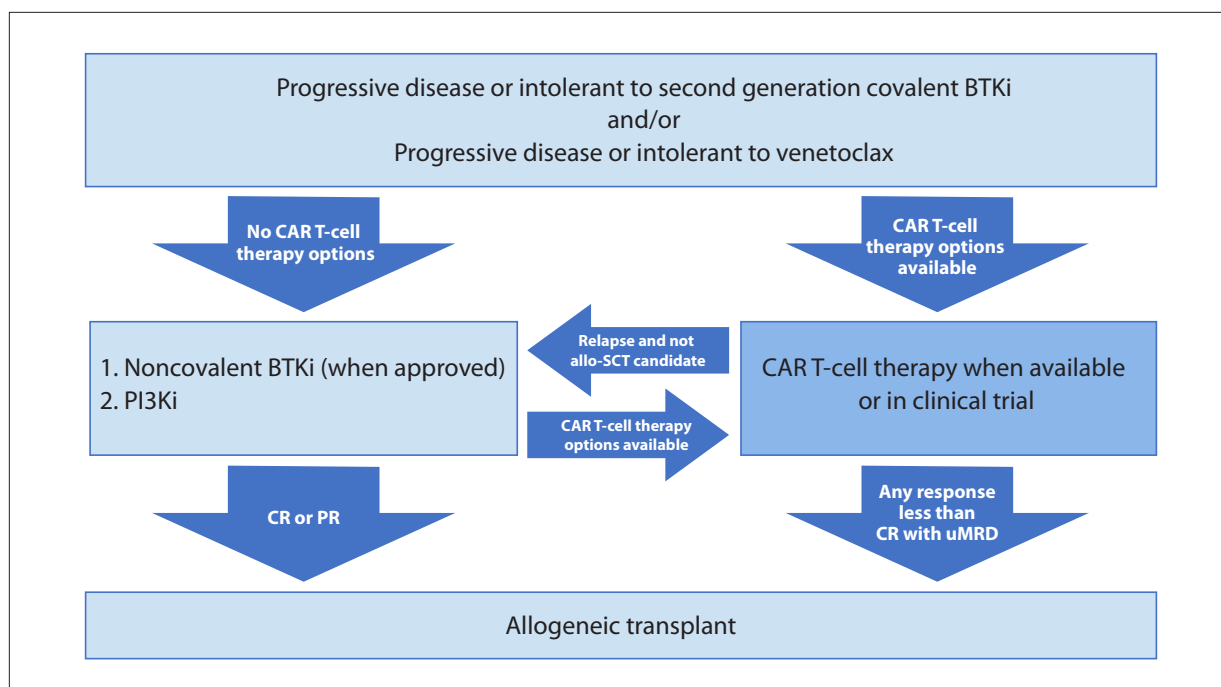 Progressive disease or intolerant to second generation covalent BTKi
and/or
Progressive disease or intolerant to venetoclax
No CAR T-cell
therapy options
CAR T-cell
therapy options
available
1. Noncovalent BTKi (when approved)
2. PI3Ki
Relapse and not
allo-SCT candidate
CAR T-cell therapy
options available
CAR T-cell therapy when available
or in clinical trial
CR or PR
Any response
less than
CR with uMRD
Allogeneic transplant